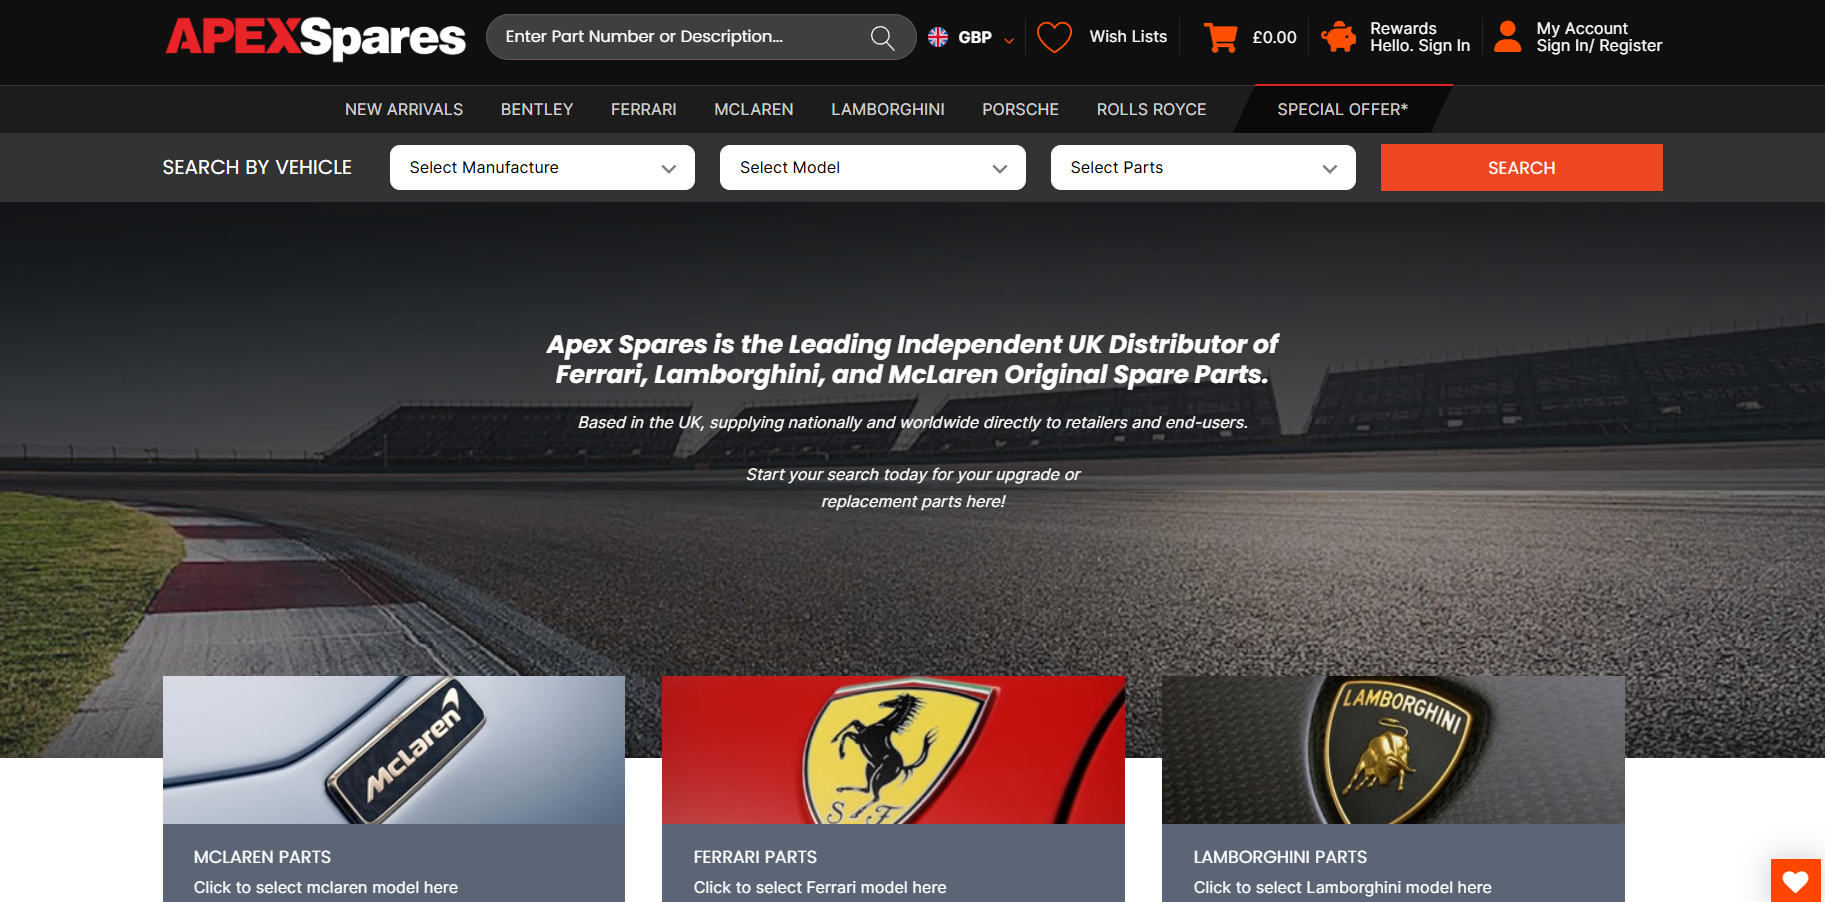 APEXSpares
Enter Part Number or Description...
GBP
Wish Lists
£0.00
Rewards
Hello. Sign In
My Account
Sign In/ Register
NEW ARRIVALS
BENTLEY
FERRARI
MCLAREN
LAMBORGHINI
PORSCHE
ROLLS ROYCE
SPECIAL OFFER*
SEARCH BY VEHICLE
Select Manufacture
Select Model
Select Parts
SEARCH
Apex Spares is the Leading Independent UK Distributor of
Ferrari, Lamborghini, and McLaren Original Spare Parts.
Based in the UK, supplying nationally and worldwide directly to retailers and end-users.
Start your search today for your upgrade or
replacement parts here!
McLaren
S F
LAMBORGHINI
MCLAREN PARTS
Click to select mclaren model here
FERRARI PARTS
Click to select Ferrari model here
LAMBORGHINI PARTS
Click to select Lamborghini model here